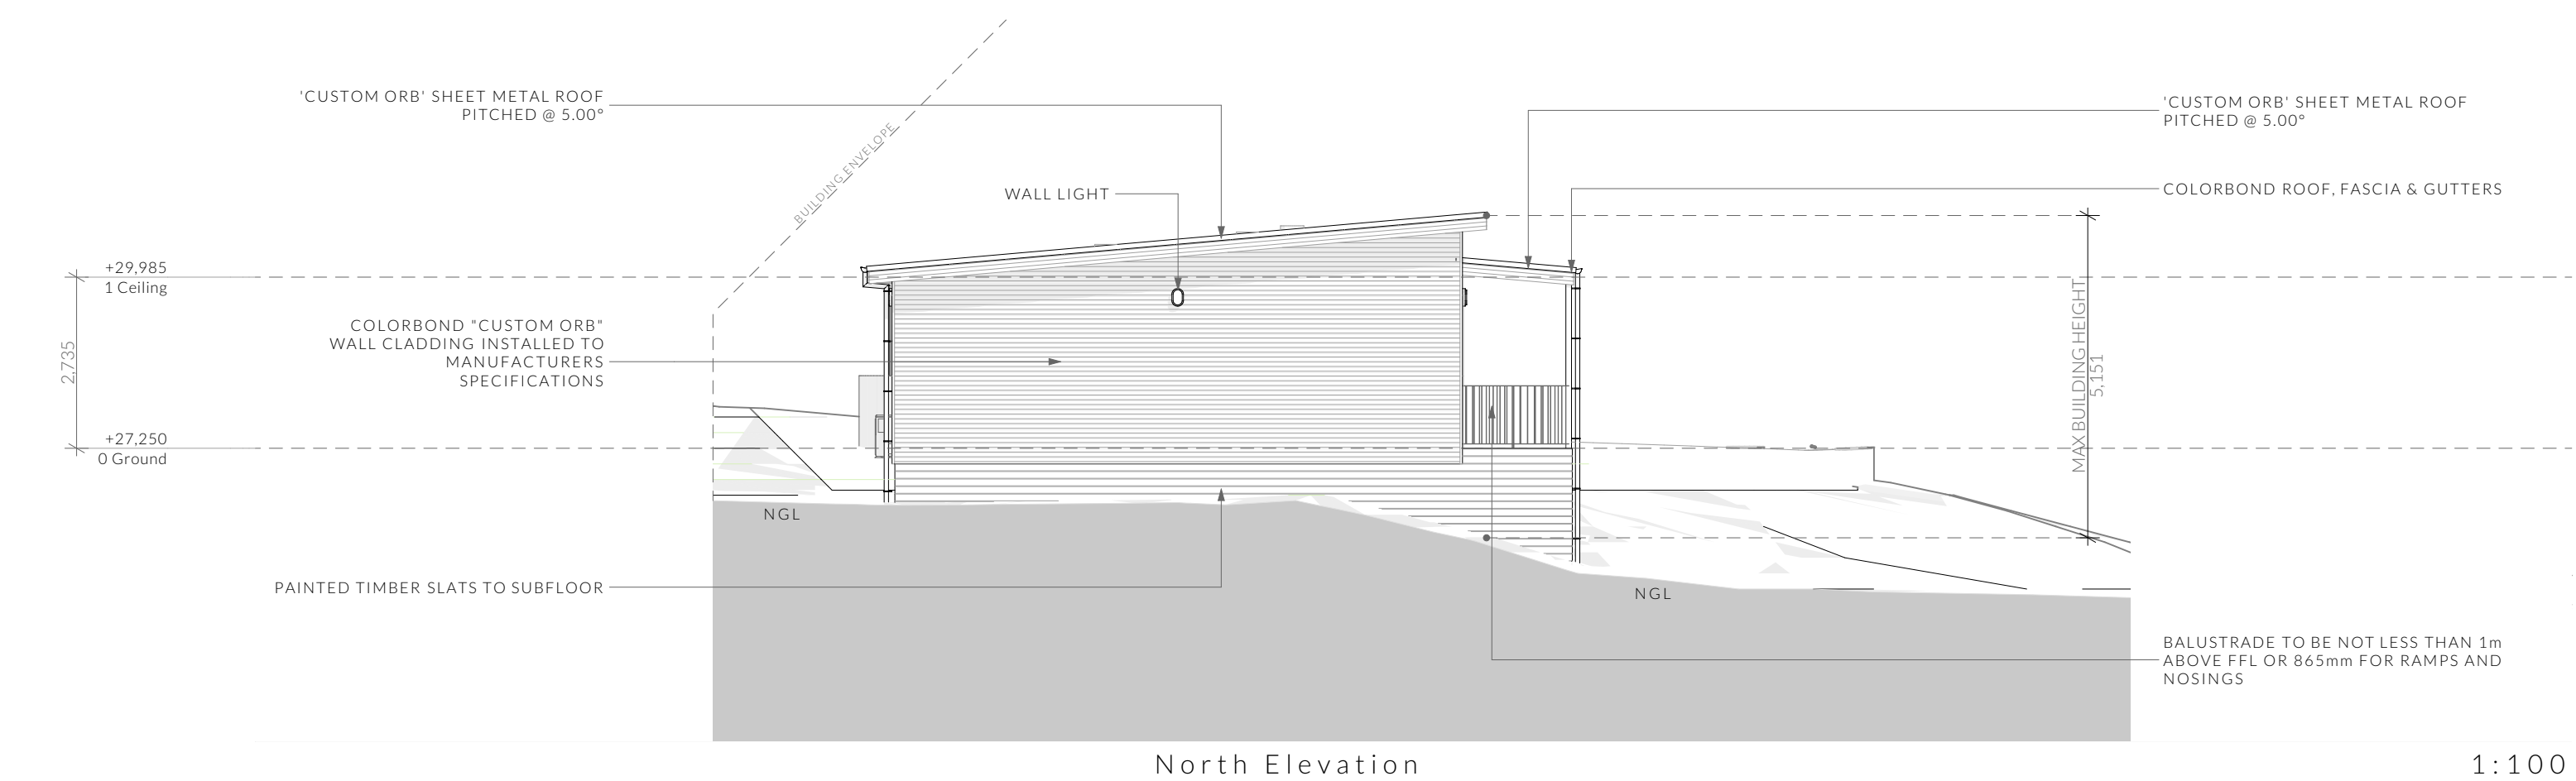 'CUSTOM ORB' SHEET METAL ROOF
PITCHED @ 5.00°
'CUSTOM ORB' SHEET METAL ROOF
PITCHED @ 5.00°
BUILDING ENVELOPE
WALL LIGHT
COLORBOND ROOF, FASCIA & GUTTERS
+29,985
1 Ceiling
2,735
COLORBOND "CUSTOM ORB"
WALL CLADDING INSTALLED TO
MANUFACTURERS
SPECIFICATIONS
MAX BUILDING HEIGHT
5,151
+27,250
0 Ground
NGL
PAINTED TIMBER SLATS TO SUBFLOOR
NGL
BALUSTRADE TO BE NOT LESS THAN 1m
ABOVE FFL OR 865mm FOR RAMPS AND
NOSINGS
North Elevation
1:100